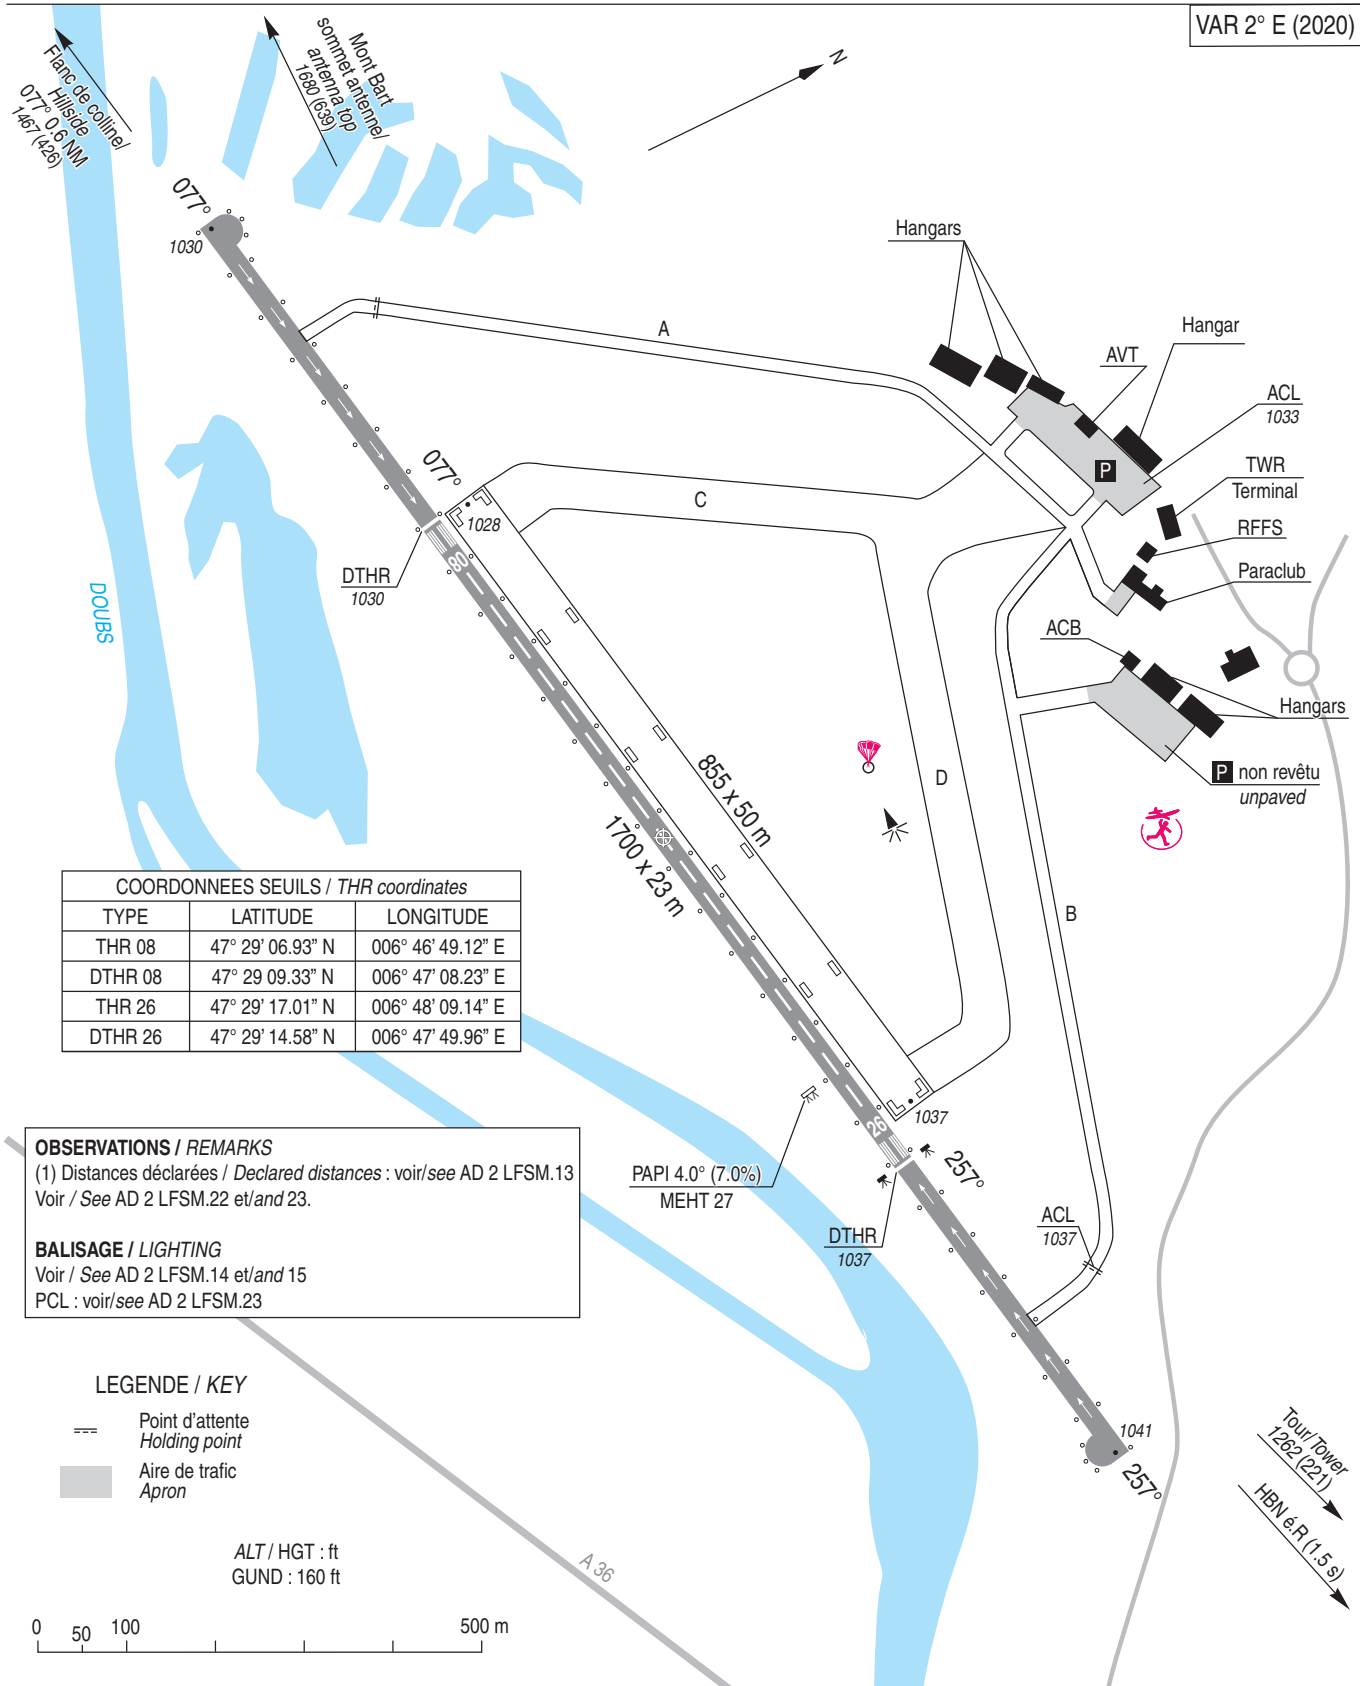 VAR 2° E (2020)
Flanc de colline/
Hillside
077° 0.6 NM
1467 (426)
Mont Bart
sommet antenne/
antenna top
1680 (639)
N
077°
1030
Hangars
A
Hangar
AVT
ACL
1033
P
TWR
Terminal
RFFS
Paraclub
ACB
Hangars
P non revêtu
unpaved
077°
1028
C
DTHR
1030
80
DOUBS
855 x 50 m
1700 x 23 m
D
B
COORDONNEES SEUILS / THR coordinates
TYPE LATITUDE LONGITUDE
THR 08 47° 29’ 06.93” N 006° 46’ 49.12” E
DTHR 08 47° 29 09.33” N 006° 47’ 08.23” E
THR 26 47° 29’ 17.01” N 006° 48’ 09.14” E
DTHR 26 47° 29’ 14.58” N 006° 47’ 49.96” E
1037
26
257°
PAPI 4.0° (7.0%)
MEHT 27
DTHR
1037
ACL
1037
OBSERVATIONS / REMARKS
(1) Distances déclarées / Declared distances : voir/see AD 2 LFSM.13
Voir / See AD 2 LFSM.22 et/and 23.
BALISAGE / LIGHTING
Voir / See AD 2 LFSM.14 et/and 15
PCL : voir/see AD 2 LFSM.23
LEGENDE / KEY
Point d’attente
Holding point
Aire de trafic
Apron
1041
257°
Tour/Tower
1262 (221)
HBN é.R (1.5 s)
ALT / HGT : ft
GUND : 160 ft
A 36
0 50 100 500 m